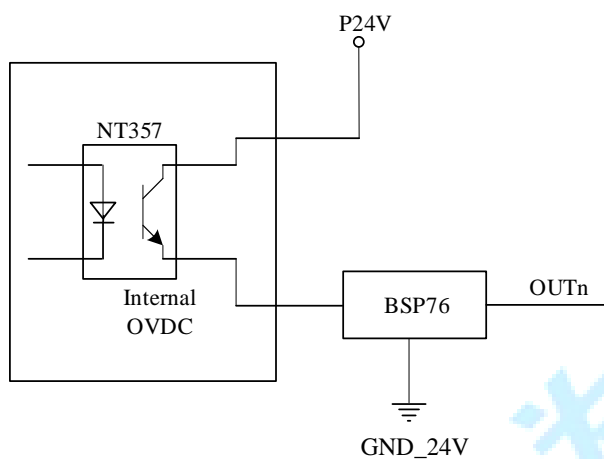 P24V
NT357
Internal
OVDC
BSP76
OUTn
GND_24V